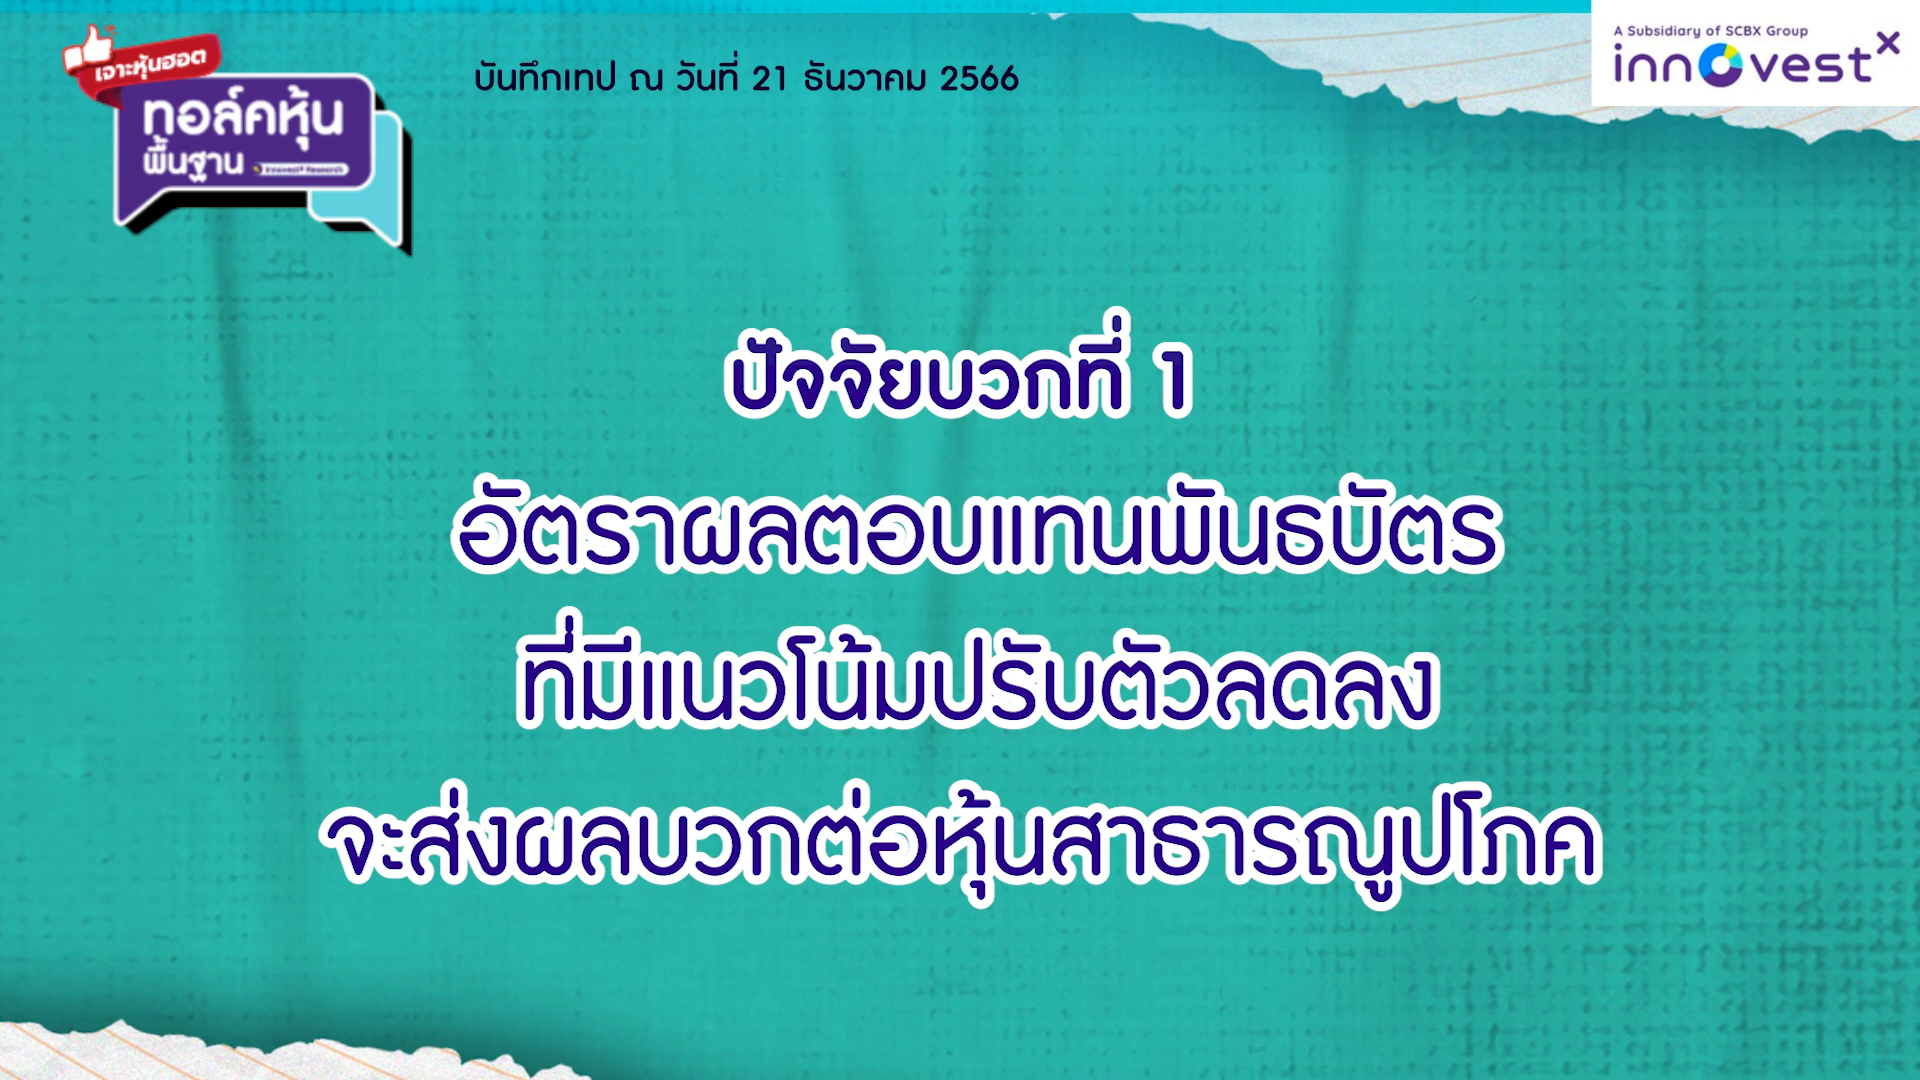 เจาะหุ้นฮอต
ทอล์คหุ้น
พื้นฐาน
InnovestX Research
บันทึกเทป ณ วันที่ 21 ธันวาคม 2566
A Subsidiary of SCBX Group
innovestx
ปัจจัยบวกที่ 1
อัตราผลตอบแทนพันธบัตร
ที่มีแนวโน้มปรับตัวลดลง
จะส่งผลบวกต่อหุ้นสาธารณูปโภค